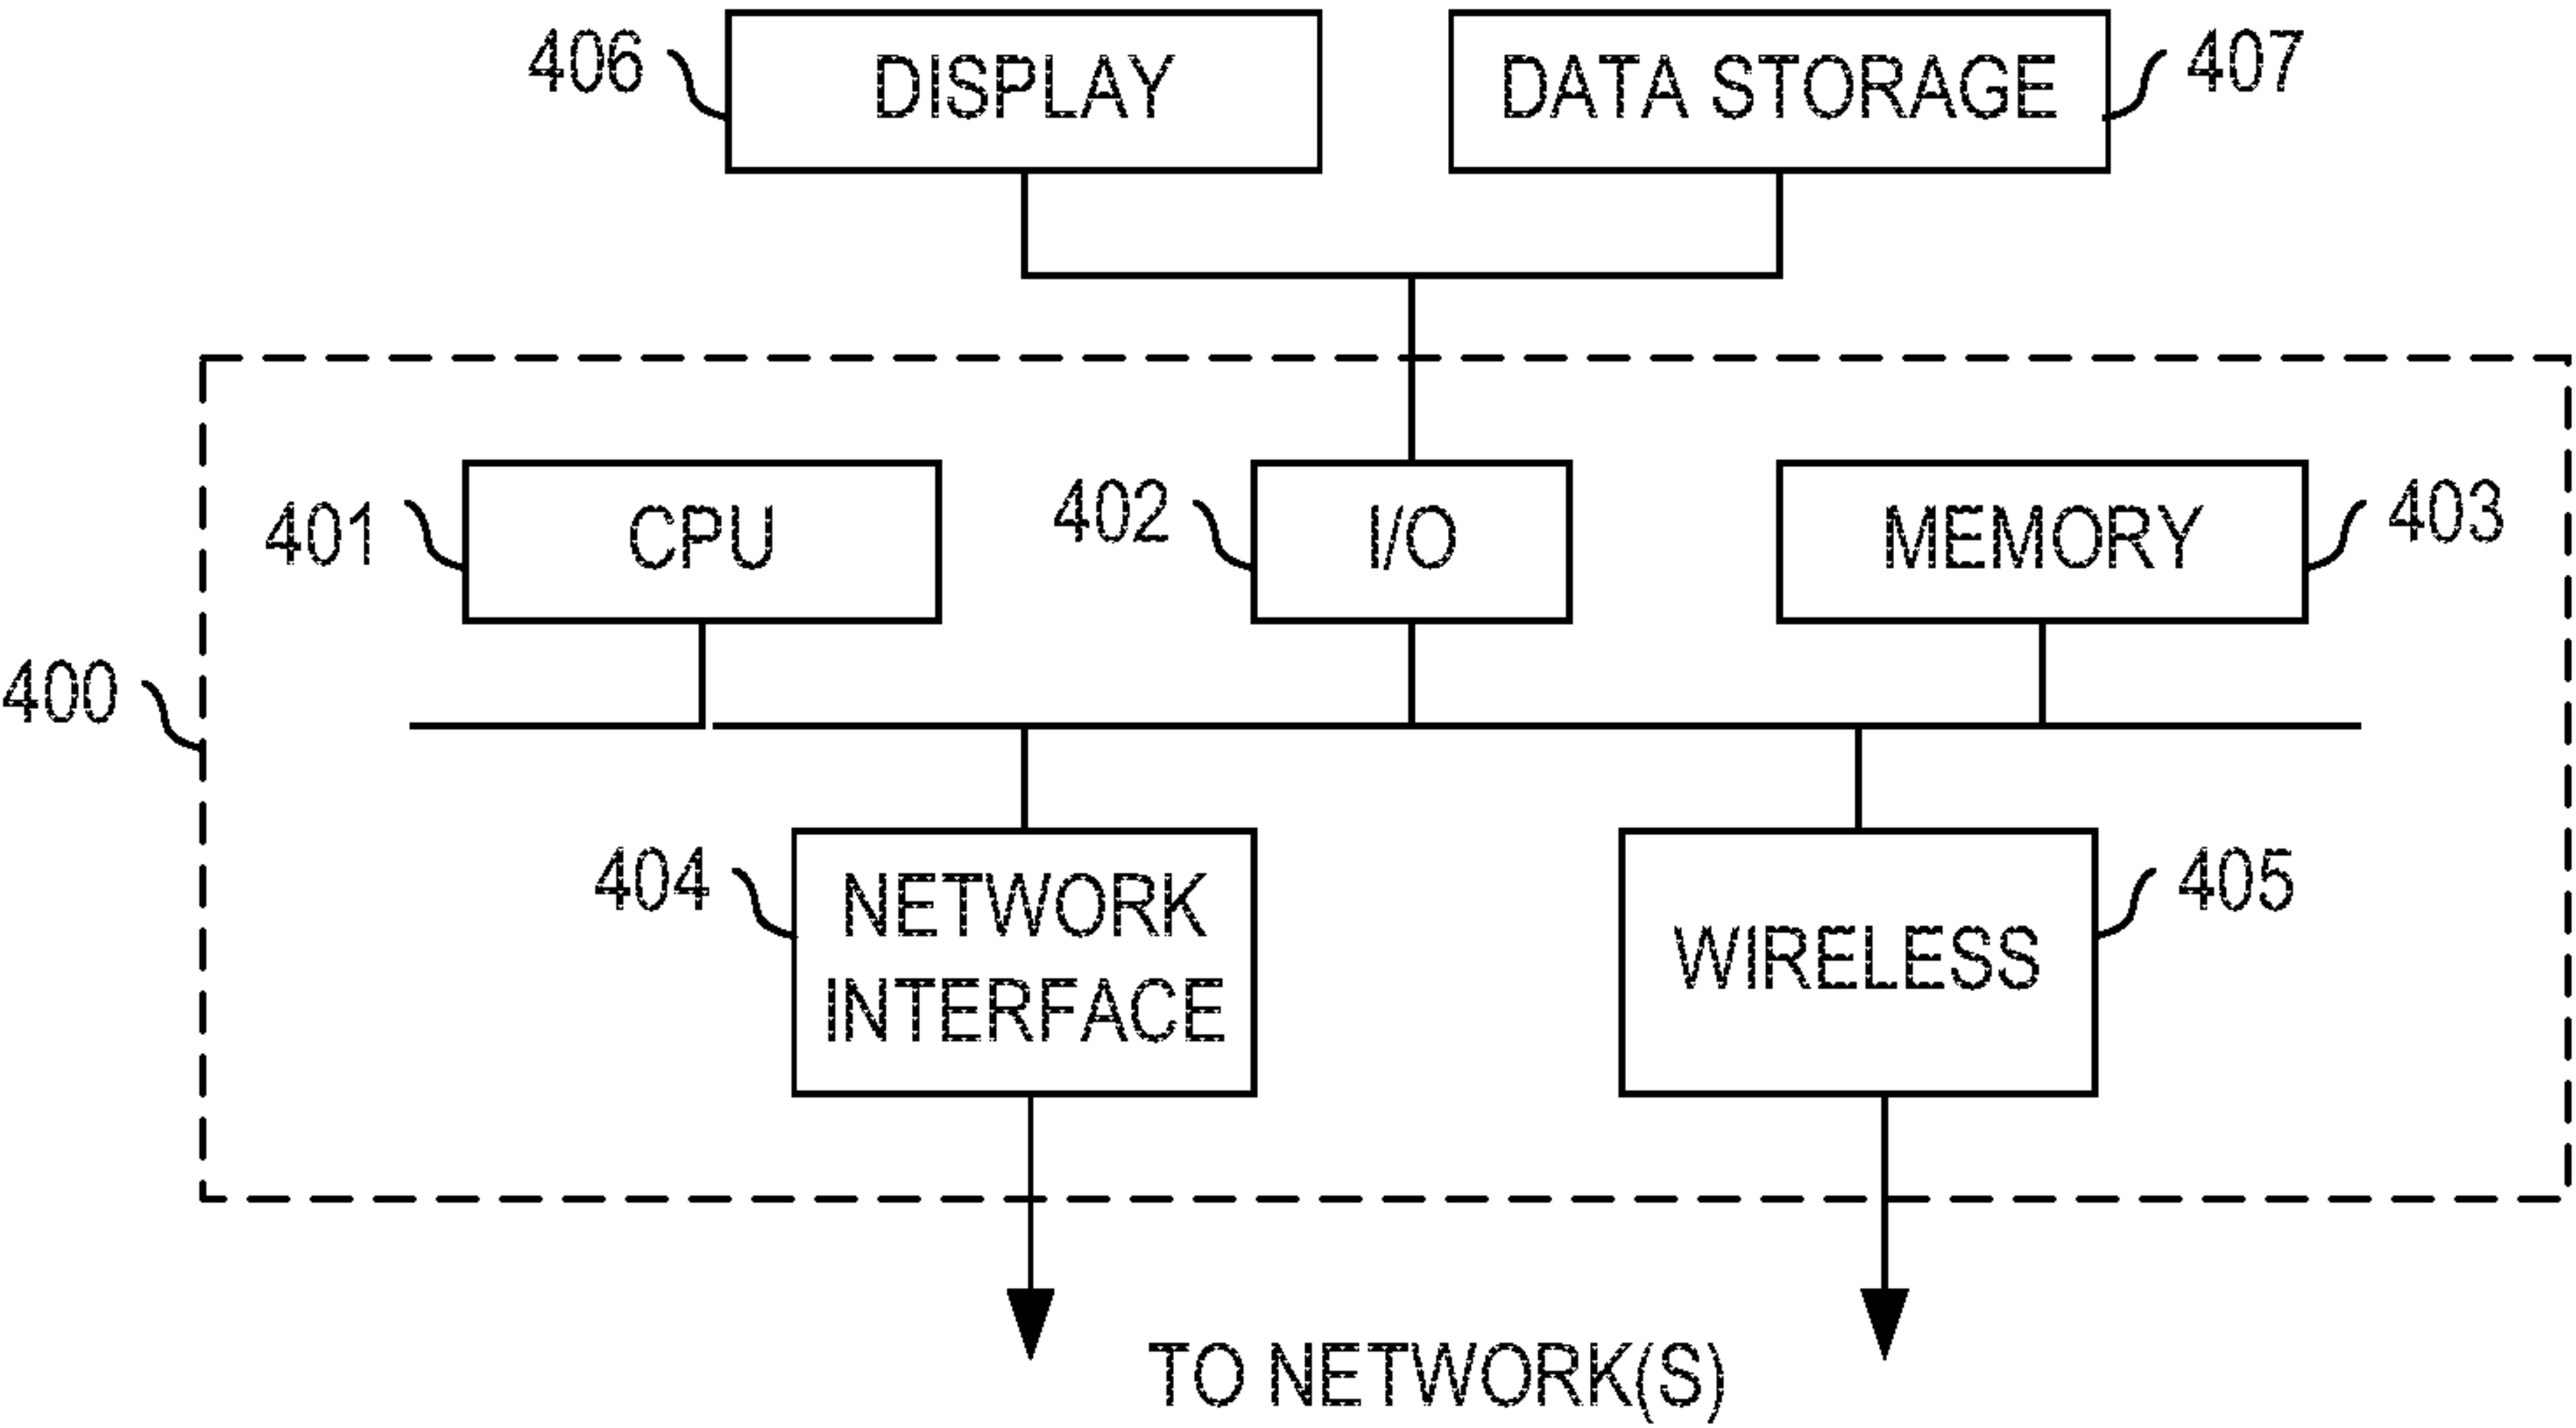 406 DISPLAY DATA STORAGE 407
401 CPU 402 I/O MEMORY 403
400
404 NETWORK INTERFACE WIRELESS 405
TO NETWORK(S)